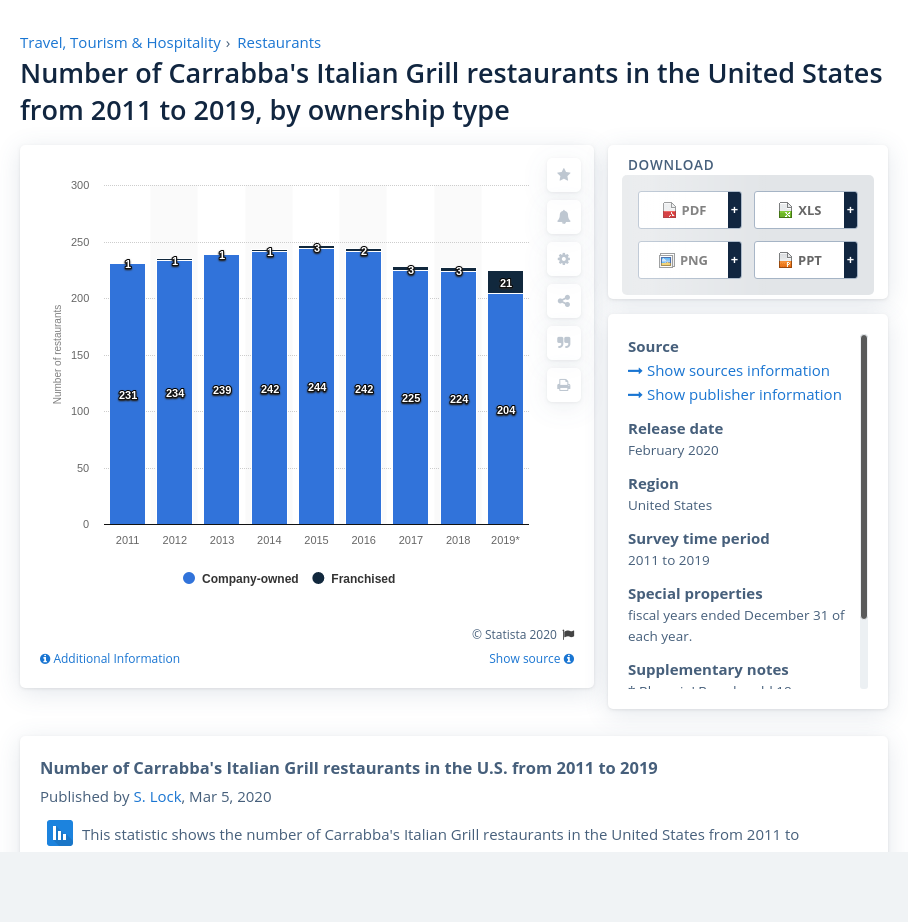 Travel, Tourism & Hospitality › Restaurants
Number of Carrabba's Italian Grill restaurants in the United States
from 2011 to 2019, by ownership type
300
250
200
150
100
50
0
Number of restaurants
1 1 1 1 3 2 3 3 21
231 234 239 242 244 242 225 224 204
2011 2012 2013 2014 2015 2016 2017 2018 2019*
Company-owned Franchised
© Statista 2020
Additional Information Show source
DOWNLOAD
PDF + XLS +
PNG + PPT +
Source
Show sources information
Show publisher information
Release date
February 2020
Region
United States
Survey time period
2011 to 2019
Special properties
fiscal years ended December 31 of
each year.
Supplementary notes
Number of Carrabba's Italian Grill restaurants in the U.S. from 2011 to 2019
Published by S. Lock, Mar 5, 2020
This statistic shows the number of Carrabba's Italian Grill restaurants in the United States from 2011 to